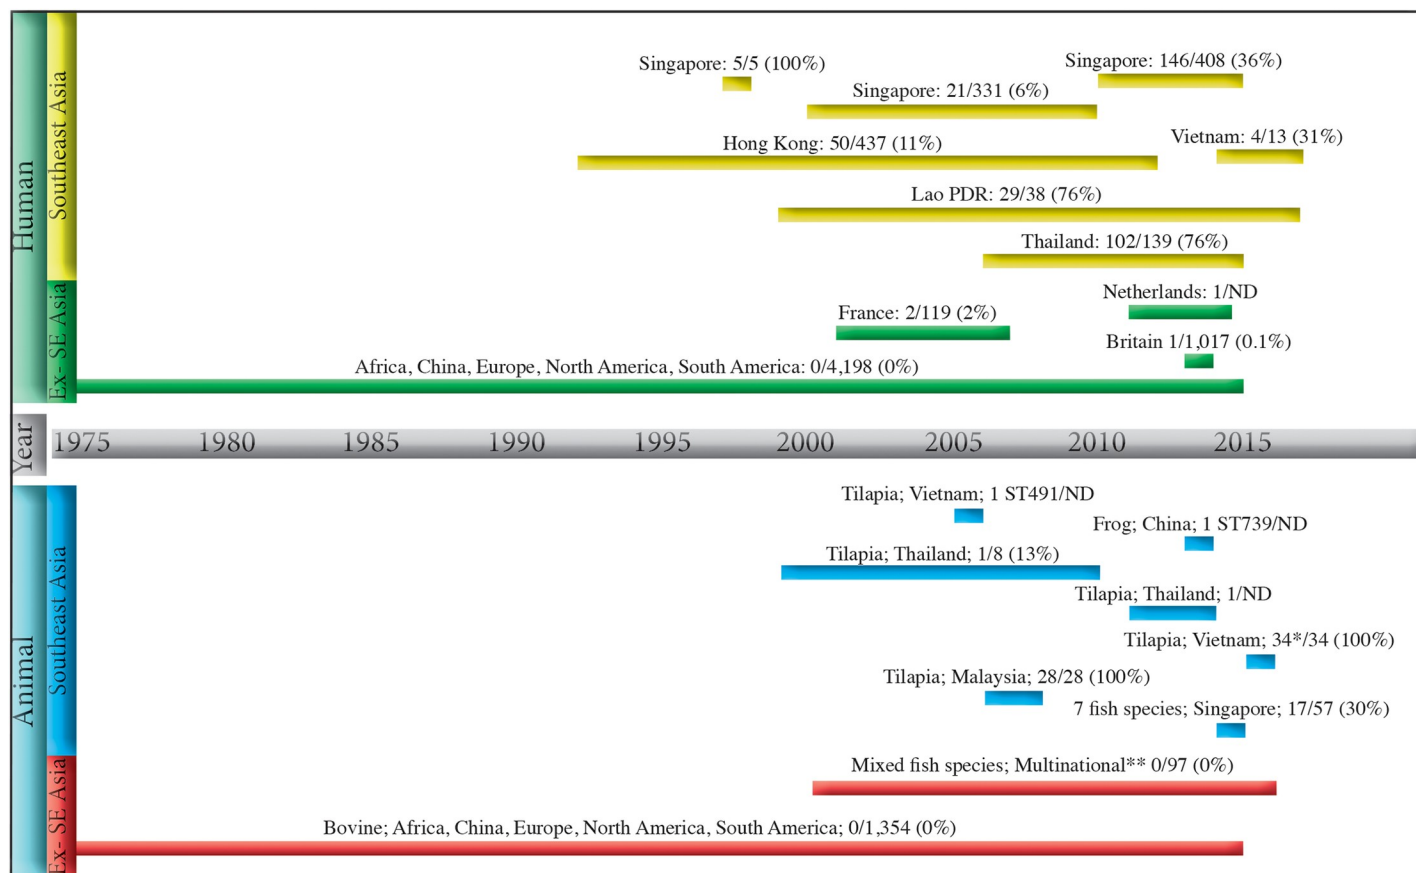 Human
Southeast Asia
Singapore: 5/5 (100%)
Singapore: 146/408 (36%)
Singapore: 21/331 (6%)
Hong Kong: 50/437 (11%)
Vietnam: 4/13 (31%)
Lao PDR: 29/38 (76%)
Thailand: 102/139 (76%)
Ex- SE Asia
Netherlands: 1/ND
France: 2/119 (2%)
Britain 1/1,017 (0.1%)
Africa, China, Europe, North America, South America: 0/4,198 (0%)
Year
1975 1980 1985 1990 1995 2000 2005 2010 2015
Animal
Southeast Asia
Tilapia; Vietnam; 1 ST491/ND
Frog; China; 1 ST739/ND
Tilapia; Thailand; 1/8 (13%)
Tilapia; Thailand; 1/ND
Tilapia; Vietnam; 34*/34 (100%)
Tilapia; Malaysia; 28/28 (100%)
7 fish species; Singapore; 17/57 (30%)
Ex- SE Asia
Mixed fish species; Multinational** 0/97 (0%)
Bovine; Africa, China, Europe, North America, South America; 0/1,354 (0%)